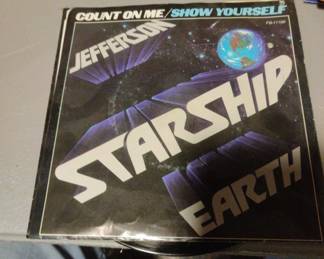 COUNT ON ME/SHOW YOURSELF
JEFFERSON
STARSHIP
EARTH